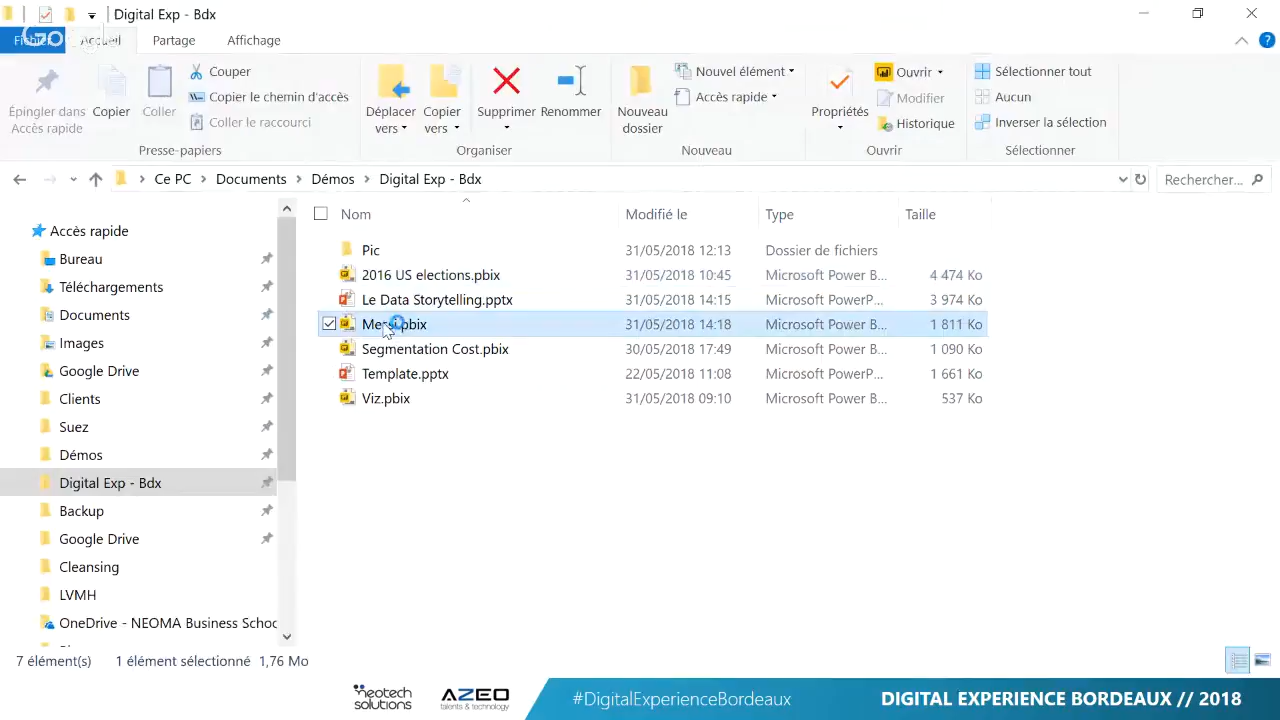 Digital Exp - Bdx
Go
Accueil
Partage
Affichage
Épingler dans
Accès rapide
Copier
Coller
Couper
Copier le chemin d'accès
Coller le raccourci
Presse-papiers
Déplacer
vers
Copier
vers
Supprimer
Renommer
Organiser
Nouveau
dossier
Nouvel élément
Accès rapide
Nouveau
Propriétés
Ouvrir
Modifier
Historique
Ouvrir
Sélectionner tout
Aucun
Inverser la sélection
Sélectionner
Ce PC > Documents > Démos > Digital Exp - Bdx
Rechercher...
Nom Modifié le Type Taille
Pic 31/05/2018 12:13 Dossier de fichiers
2016 US elections.pbix 31/05/2018 10:45 Microsoft Power B... 4 474 Ko
Le Data Storytelling.pptx 31/05/2018 14:15 Microsoft PowerP... 3 974 Ko
31/05/2018 14:18 Microsoft Power B... 1 811 Ko
Segmentation Cost.pbix 30/05/2018 17:49 Microsoft Power B... 1 090 Ko
Template.pptx 22/05/2018 11:08 Microsoft PowerP... 1 661 Ko
Viz.pbix 31/05/2018 09:10 Microsoft Power B... 537 Ko
Accès rapide
Bureau
Téléchargements
Documents
Images
Google Drive
Clients
Suez
Démos
Digital Exp - Bdx
Backup
Google Drive
Cleansing
LVMH
OneDrive - NEOMA Business Schoo
7 élément(s) 1 élément sélectionné 1,76 Mo
neotech
solutions
AZEO
talents & technology
#DigitalExperienceBordeaux
DIGITAL EXPERIENCE BORDEAUX // 2018